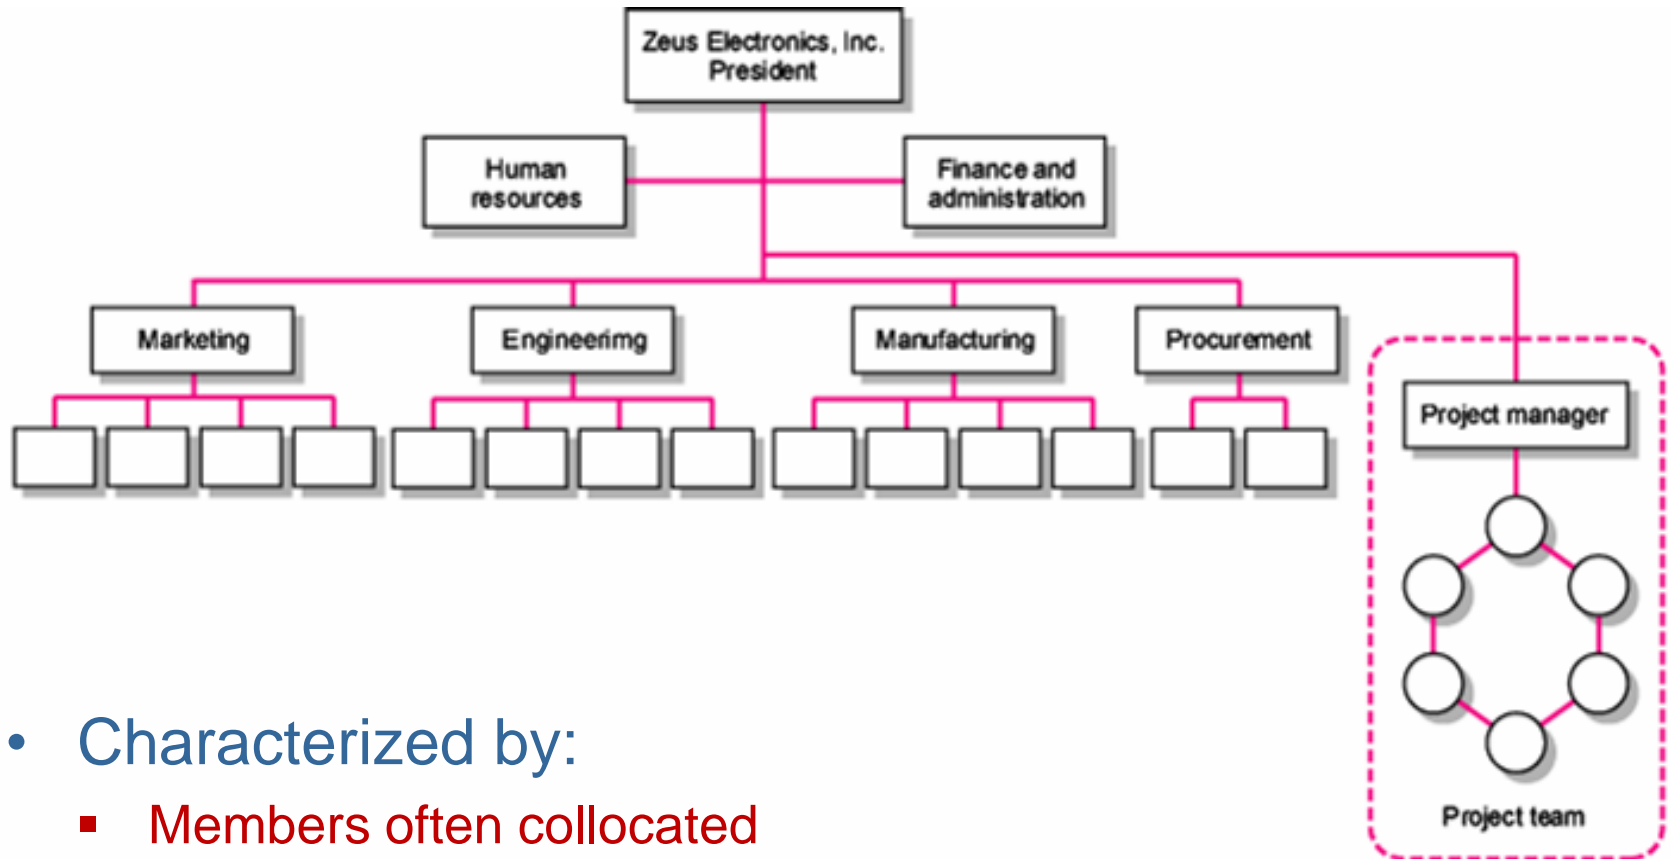 Zeus Electronics, Inc.
President
Human
resources
Finance and
administration
Marketing
Engineerimg
Manufacturing
Procurement
Project manager
Project team
• Characterized by:
▪ Members often collocated